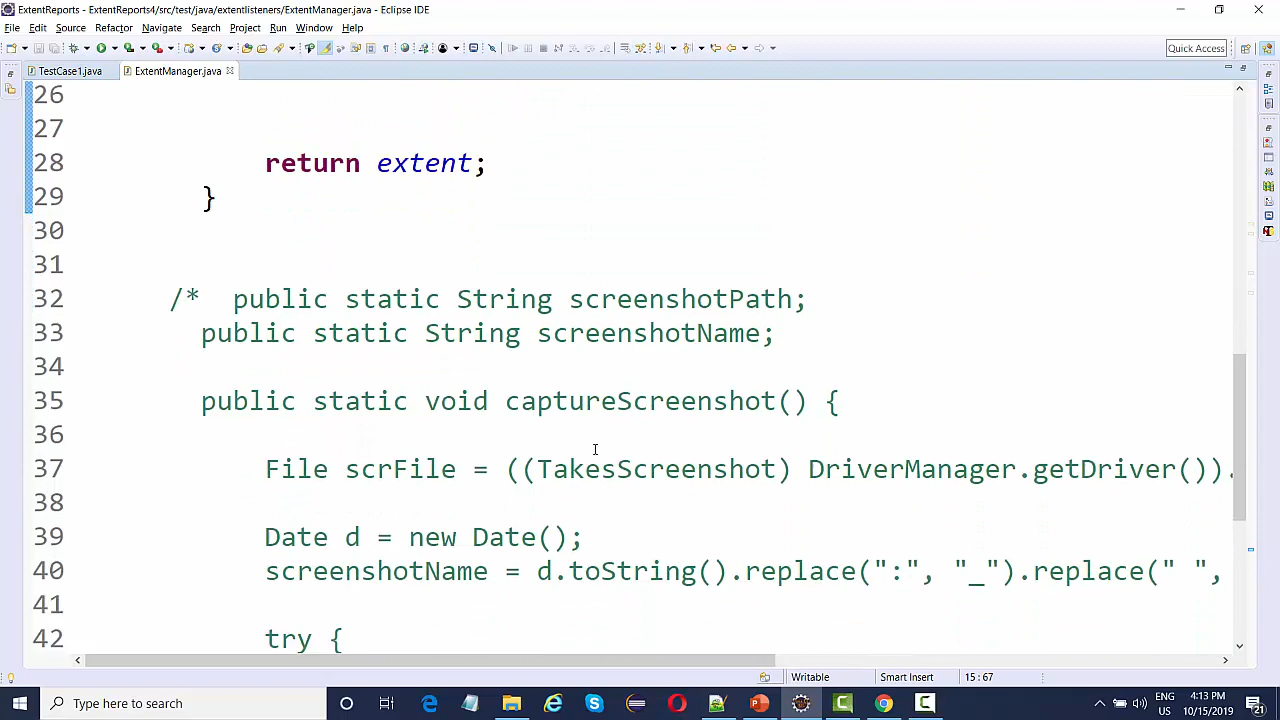 ExtentReports - ExtentReports4/src/test/java/extentlisteners/ExtentManager.java - Eclipse IDE
File Edit Source Refactor Navigate Search Project Run Window Help
Quick Access
TestCase1.java ExtentManager.java
26
27
28 return extent;
29 }
30
31
32 /* public static String screenshotPath;
33 public static String screenshotName;
34
35 public static void captureScreenshot() {
36
37 File scrFile = ((TakesScreenshot) DriverManager.getDriver()).
38
39 Date d = new Date();
40 screenshotName = d.toString().replace(":", "_").replace(" ",
41
42 try {
Writable Smart Insert 15 : 67
Type here to search
ENG
US
4:13 PM
10/15/2019
21